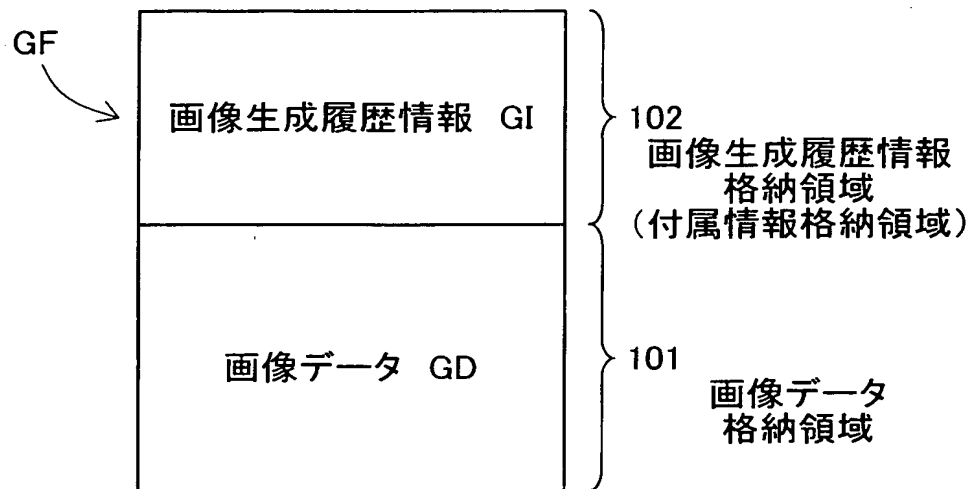 GF
画像生成履歴情報 GI
102
画像生成履歴情報
格納領域
(付属情報格納領域)
画像データ GD
101
画像データ
格納領域